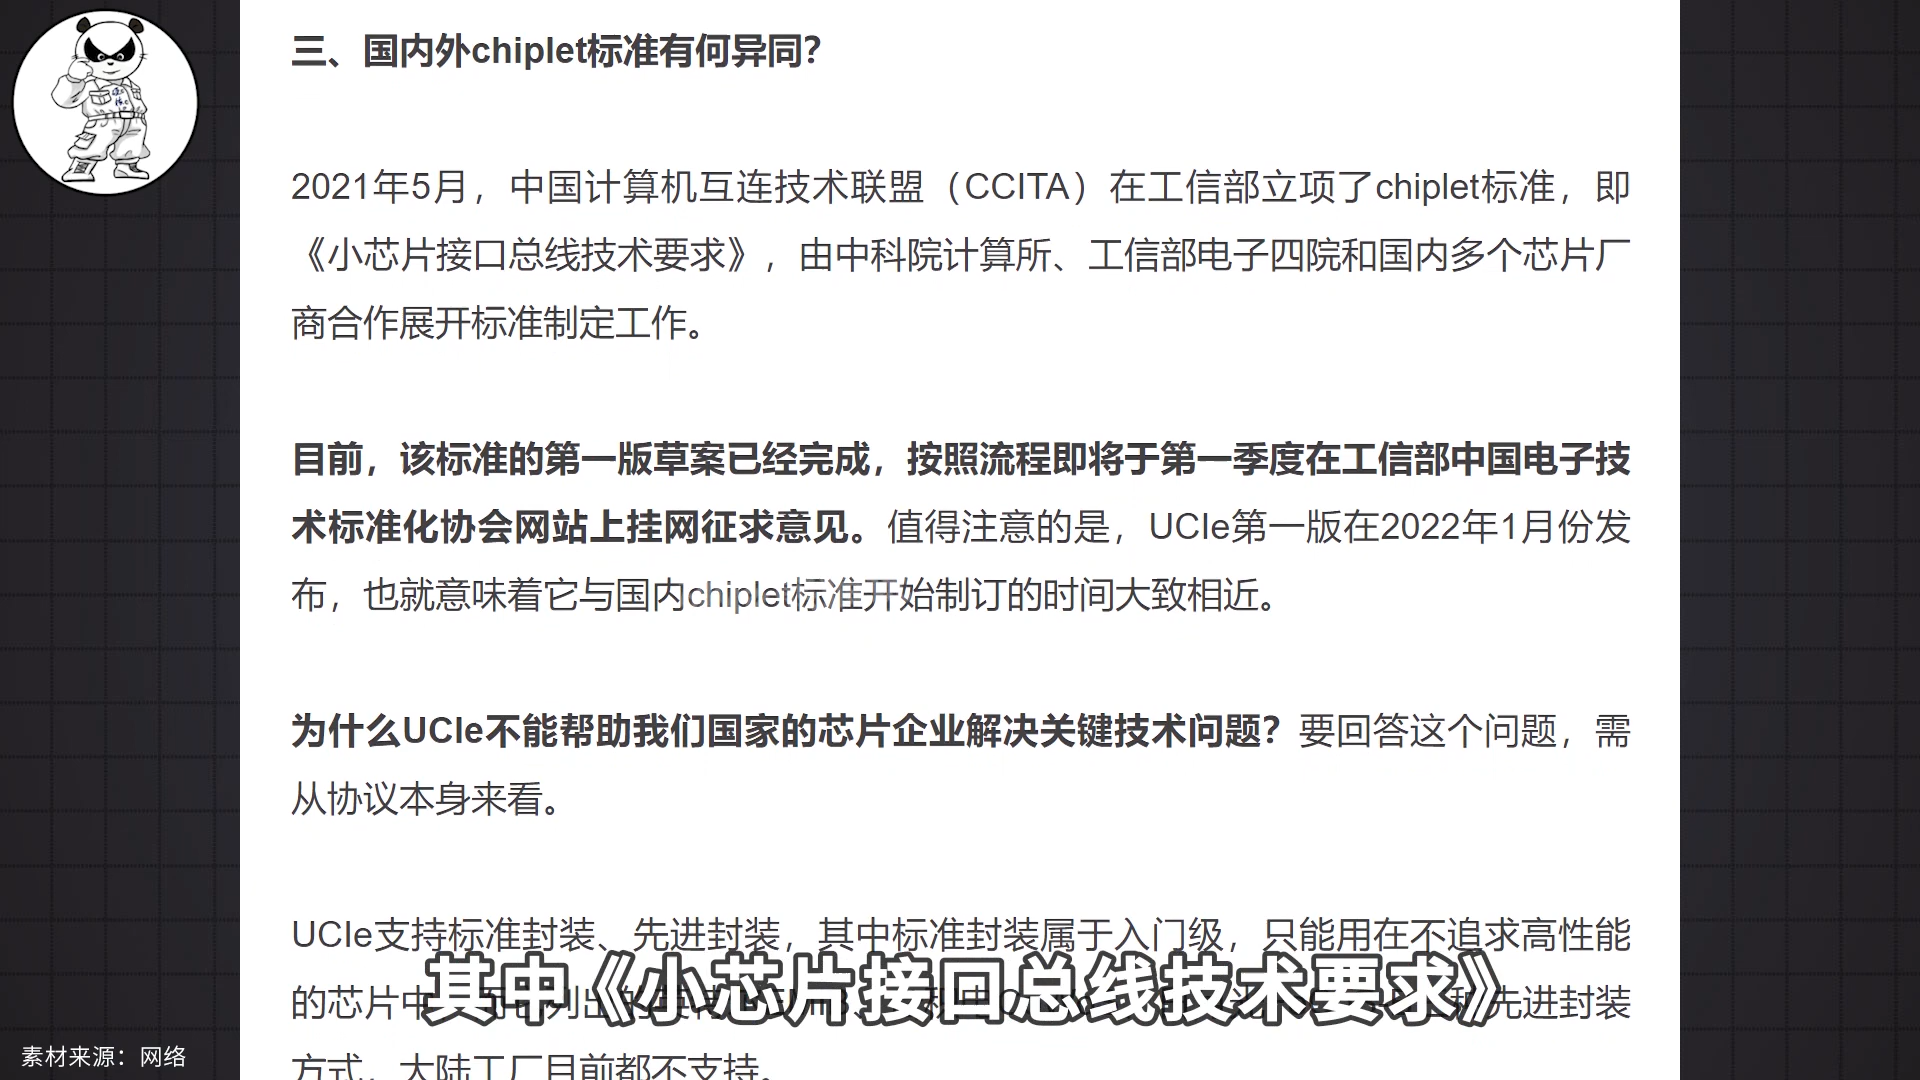 三、国内外chiplet标准有何异同？
2021年5月，中国计算机互连技术联盟（CCITA）在工信部立项了chiplet标准，即
《小芯片接口总线技术要求》，由中科院计算所、工信部电子四院和国内多个芯片厂
商合作展开标准制定工作。
目前，该标准的第一版草案已经完成，按照流程即将于第一季度在工信部中国电子技
术标准化协会网站上挂网征求意见。值得注意的是，UCIe第一版在2022年1月份发
布，也就意味着它与国内chiplet标准开始制订的时间大致相近。
为什么UCIe不能帮助我们国家的芯片企业解决关键技术问题？要回答这个问题，需
从协议本身来看。
UCIe支持标准封装、先进封装，其中标准封装属于入门级，只能用在不追求高性能
的芯片中 先进封装
其中《小芯片接口总线技术要求》
方式，大陆工厂目前都不支持。
素材来源：网络